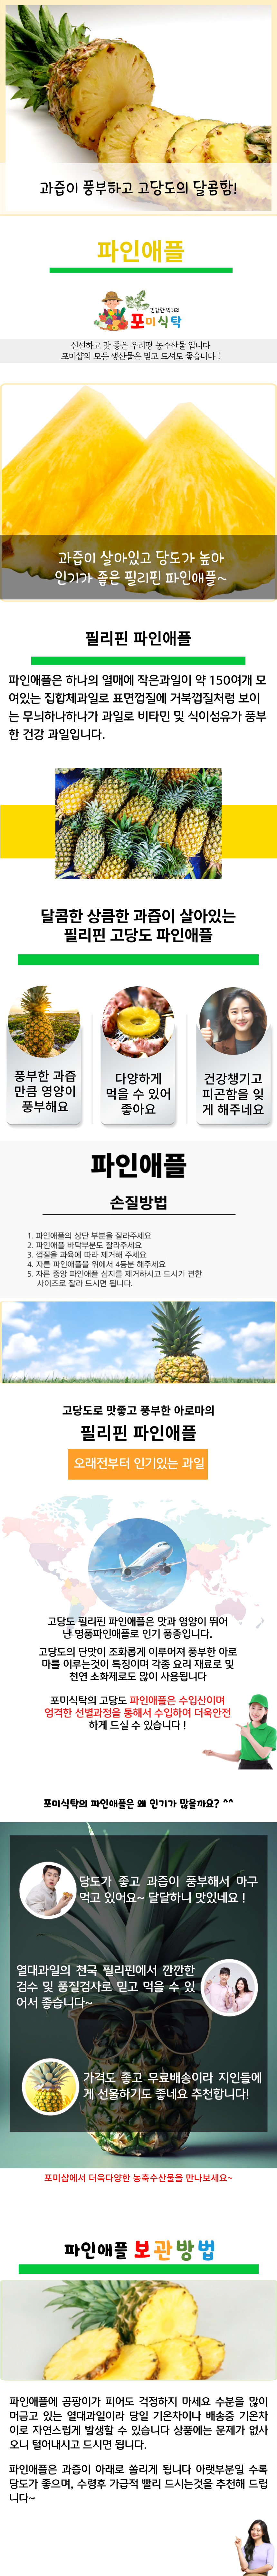 과즙이 풍부하고 고당도의 달콤함!
파인애플
건강한 먹거리
포미식탁
신선하고 맛 좋은 우리땅 농수산물 입니다
포미샵의 모든 생산물은 믿고 드셔도 좋습니다 !
과즙이 살아있고 당도가 높아
인기가 좋은 필리핀 파인애플~
필리핀 파인애플
파인애플은 하나의 열매에 작은과일이 약 150여개 모
여있는 집합체과일로 표면껍질에 거북껍질처럼 보이
는 무늬하나하나가 과일로 비타민 및 식이섬유가 풍부
한 건강 과일입니다.
달콤한 상큼한 과즙이 살아있는
필리핀 고당도 파인애플
풍부한 과즙
만큼 영양이
풍부해요
다양하게
먹을 수 있어
좋아요
건강챙기고
피곤함을 잊
게 해주네요
파인애플
손질방법
1. 파인애플의 상단 부분을 잘라주세요
2. 파인애플 바닥부분도 잘라주세요
3. 껍질을 과육에 따라 제거해 주세요
4. 자른 파인애플을 위에서 4등분 해주세요
5. 자른 중앙 파인애플 심지를 제거하시고 드시기 편한
사이즈로 잘라 드시면 됩니다.
고당도로 맛좋고 풍부한 아로마의
필리핀 파인애플
오래전부터 인기있는 과일
고당도 필리핀 파인애플은 맛과 영양이 뛰어
난 명품파인애플로 인기 품종입니다.
고당도의 단맛이 조화롭게 이루어져 풍부한 아로
마를 이루는것이 특징이며 각종 요리 재료로 및
천연 소화제로도 많이 사용됩니다
포미식탁의 고당도 파인애플은 수입산이며
엄격한 선별과정을 통해서 수입하여 더욱안전
하게 드실 수 있습니다 !
포미식탁의 파인애플은 왜 인기가 많을까요? ^^
당도가 좋고 과즙이 풍부해서 마구
먹고 있어요~ 달달하니 맛있네요 !
열대과일의 천국 필리핀에서 깐깐한
검수 및 품질검사로 믿고 먹을 수 있
어서 좋습니다~
가격도 좋고 무료배송이라 지인들에
게 선물하기도 좋네요 추천합니다!
포미샵에서 더욱다양한 농축수산물을 만나보세요~
파인애플 보관방법
파인애플에 곰팡이가 피어도 걱정하지 마세요 수분을 많이
머금고 있는 열대과일이라 당일 기온차이나 배송중 기온차
이로 자연스럽게 발생할 수 있습니다 상품에는 문제가 없사
오니 털어내시고 드시면 됩니다.
파인애플은 과즙이 아래로 쏠리게 됩니다 아랫부분일 수록
당도가 좋으며, 수령후 가급적 빨리 드시는것을 추천해 드립
니다~